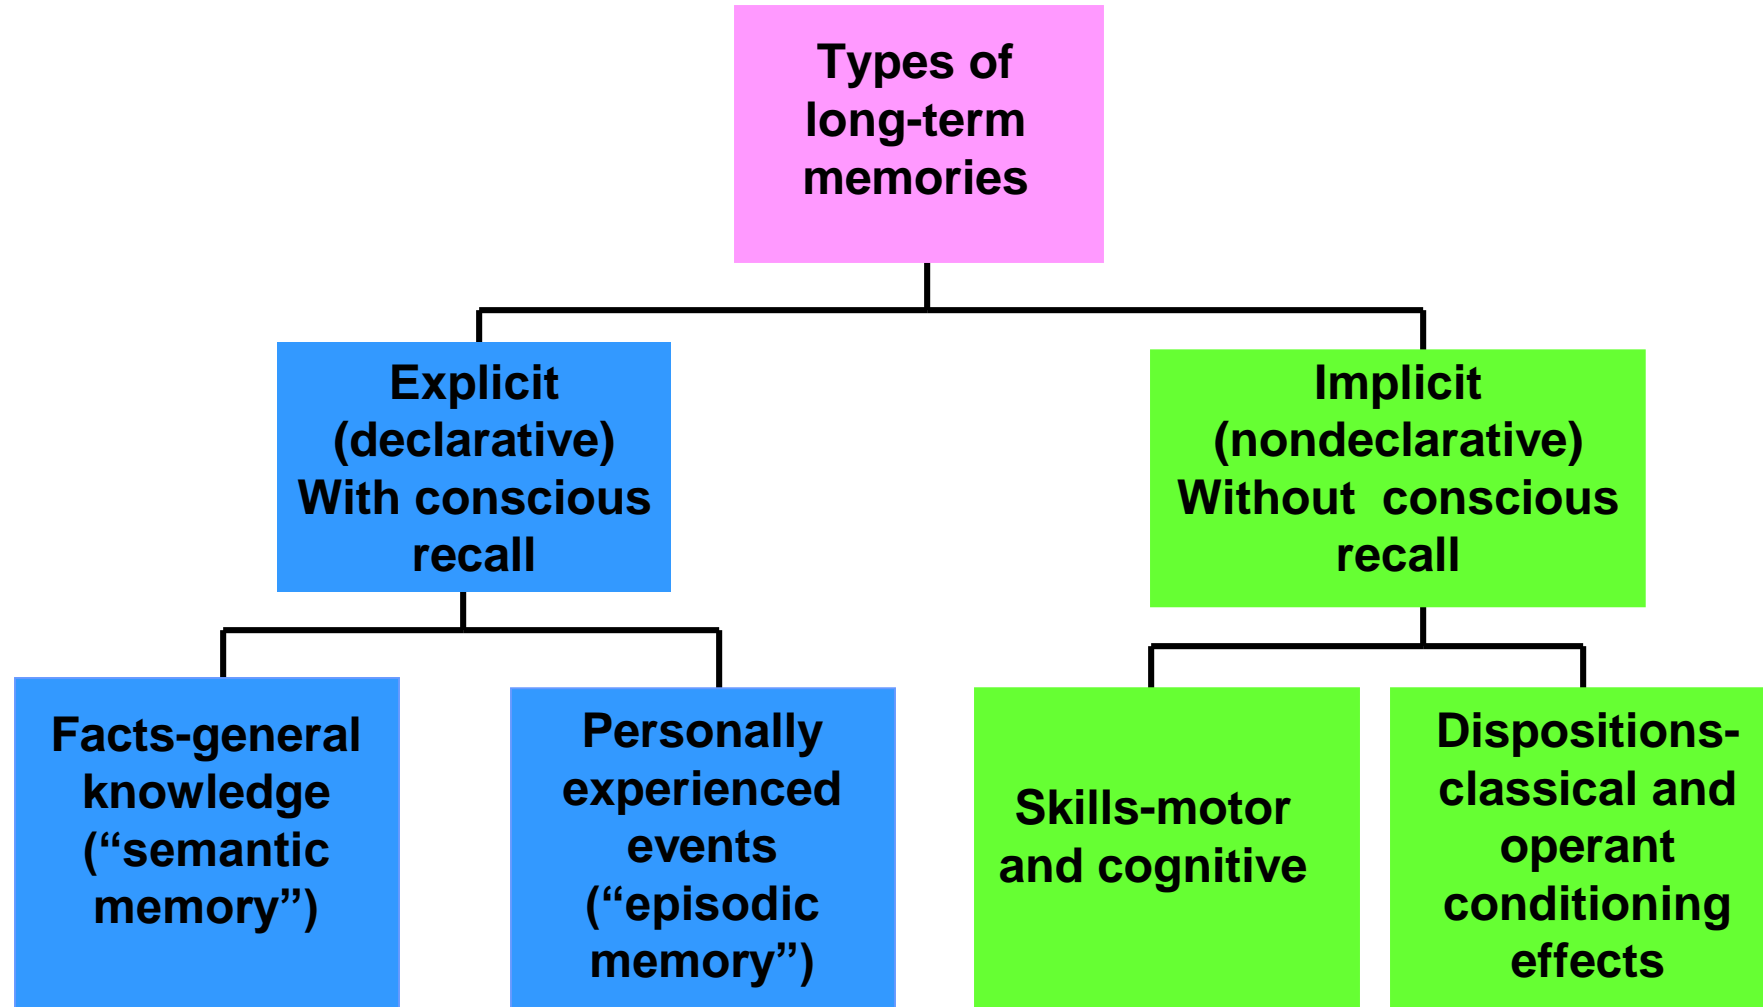 Types of
long-term
memories
Explicit
(declarative)
With conscious
recall
Implicit
(nondeclarative)
Without  conscious
recall
Facts-general
knowledge
(“semantic
memory”)
Personally
experienced
events
(“episodic
memory”)
Skills-motor
and cognitive
Dispositions-
classical and
operant
conditioning
effects